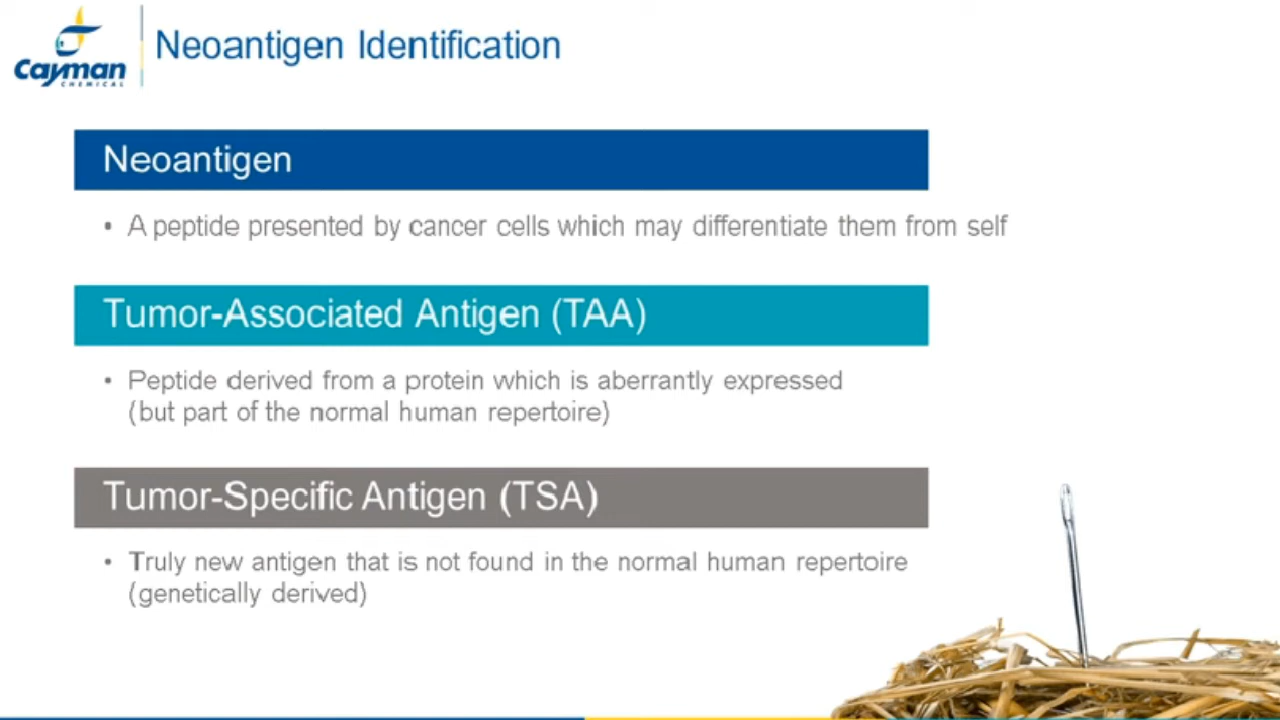 Cayman
CHEMICAL
Neoantigen Identification
Neoantigen
• A peptide presented by cancer cells which may differentiate them from self
Tumor-Associated Antigen (TAA)
• Peptide derived from a protein which is aberrantly expressed
(but part of the normal human repertoire)
Tumor-Specific Antigen (TSA)
• Truly new antigen that is not found in the normal human repertoire
(genetically derived)